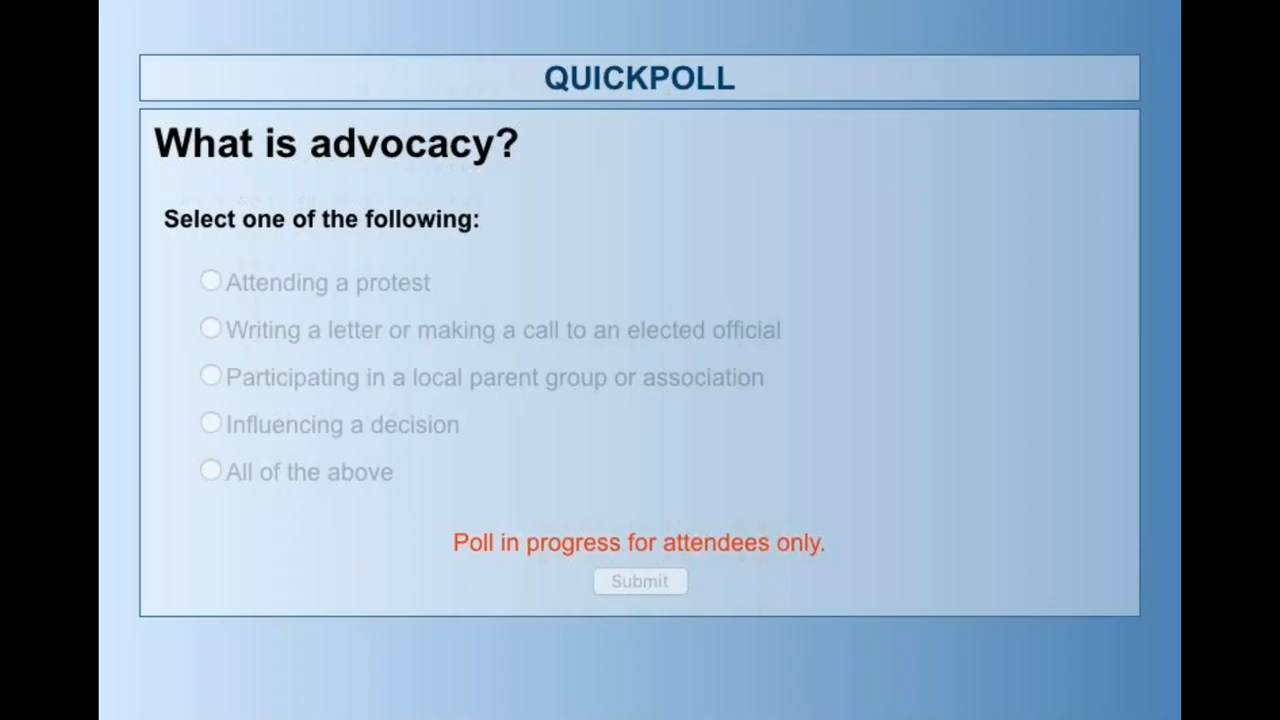 QUICKPOLL
What is advocacy?
Select one of the following:
Attending a protest
Writing a letter or making a call to an elected official
Participating in a local parent group or association
Influencing a decision
All of the above
Poll in progress for attendees only.
Submit